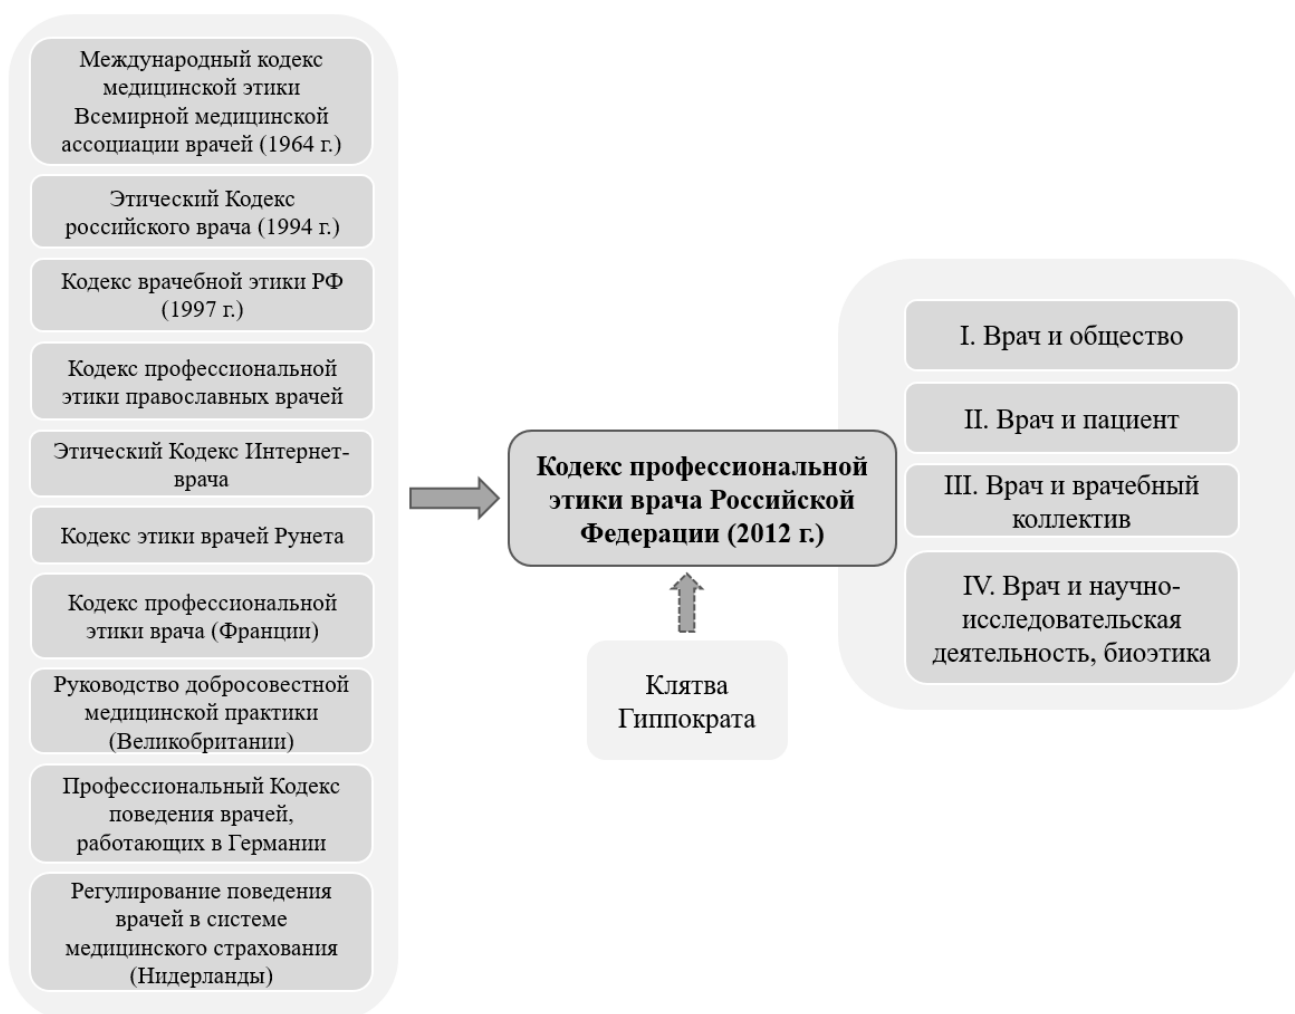 Международный кодекс
медицинской этики
Всемирной медицинской
ассоциации врачей (1964 г.)
Этический Кодекс
российского врача (1994 г.)
Кодекс врачебной этики РФ
(1997 г.)
Кодекс профессиональной
этики православных врачей
Этический Кодекс Интернет-
врача
Кодекс этики врачей Рунета
Кодекс профессиональной
этики врача (Франции)
Руководство добросовестной
медицинской практики
(Великобритании)
Профессиональный Кодекс
поведения врачей,
работающих в Германии
Регулирование поведения
врачей в системе
медицинского страхования
(Нидерланды)
Кодекс профессиональной
этики врача Российской
Федерации (2012 г.)
Клятва
Гиппократа
I. Врач и общество
II. Врач и пациент
III. Врач и врачебный
коллектив
IV. Врач и научно-
исследовательская
деятельность, биоэтика